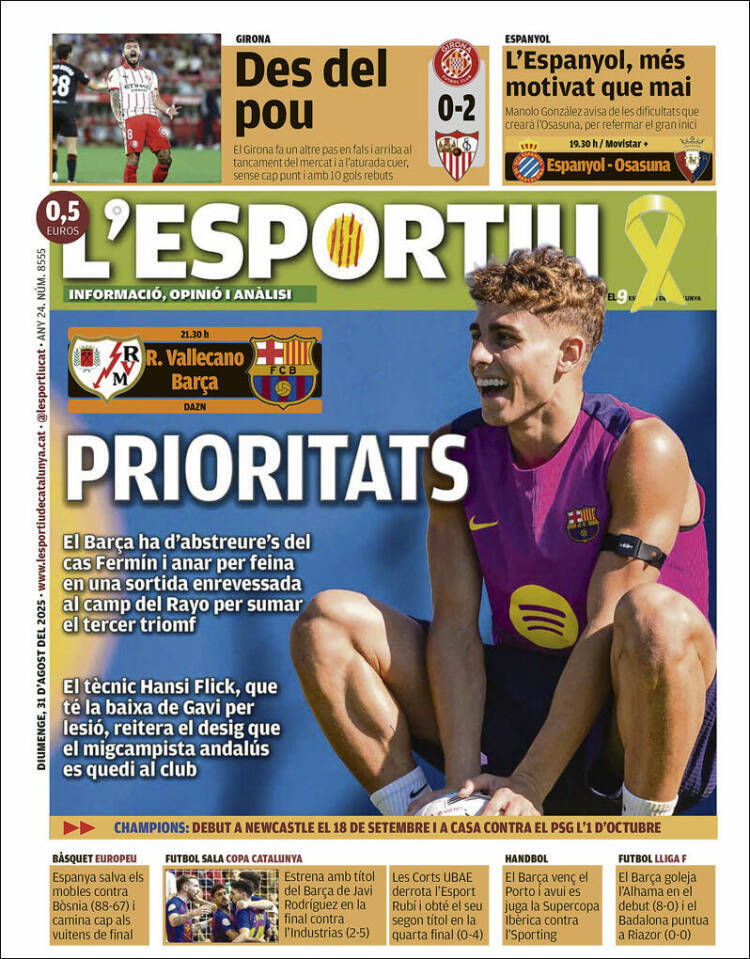 GIRONA
Des del
pou
El Girona fa un altre pas en fals i arriba al
tancament del mercat i a l'aturada cuer,
sense cap punt i amb 10 gols rebuts
GIRONA
0-2
28
8
ESPANYOL
L'Espanyol, més
motivat que mai
Manolo González avisa de les dificultats que
crearà l'Osasuna, per refermar el gran inici
19.30 h / Movistar +
Espanyol - Osasuna
0,5
EUROS
L'ESPORTIU
INFORMACIÓ, OPINIÓ I ANÀLISI
EL 9
DIUMENGE, 31 D'AGOST DEL 2025 · www.lesportiudecatalunya.cat · @lesportiucat · ANY 24. NÚM. 8555
21.30 h
R. Vallecano
Barça
RVM
FCB
DAZN
PRIORITATS
El Barça ha d'abstreure's del
cas Fermín i anar per feina
en una sortida enrevessada
al camp del Rayo per sumar
el tercer triomf
El tècnic Hansi Flick, que
té la baixa de Gavi per
lesió, reitera el desig que
el migcampista andalús
es quedi al club
CHAMPIONS: DEBUT A NEWCASTLE EL 18 DE SETEMBRE I A CASA CONTRA EL PSG L'1 D'OCTUBRE
BÀSQUET EUROPEU
Espanya salva els
mobles contra
Bòsnia (88-67) i
camina cap als
vuitens de final
FUTBOL SALA COPA CATALUNYA
Estrena amb títol
del Barça de Javi
Rodríguez en la
final contra
l'Industrias (2-5)
Les Corts UBAE
derrota l'Esport
Rubí i obté el seu
segon títol en la
quarta final (0-4)
HANDBOL
El Barça venç el
Porto i avui es
juga la Supercopa
Ibèrica contra
l'Sporting
FUTBOL LLIGA F
El Barça goleja
l'Alhama en el
debut (8-0) i el
Badalona puntua
a Riazor (0-0)